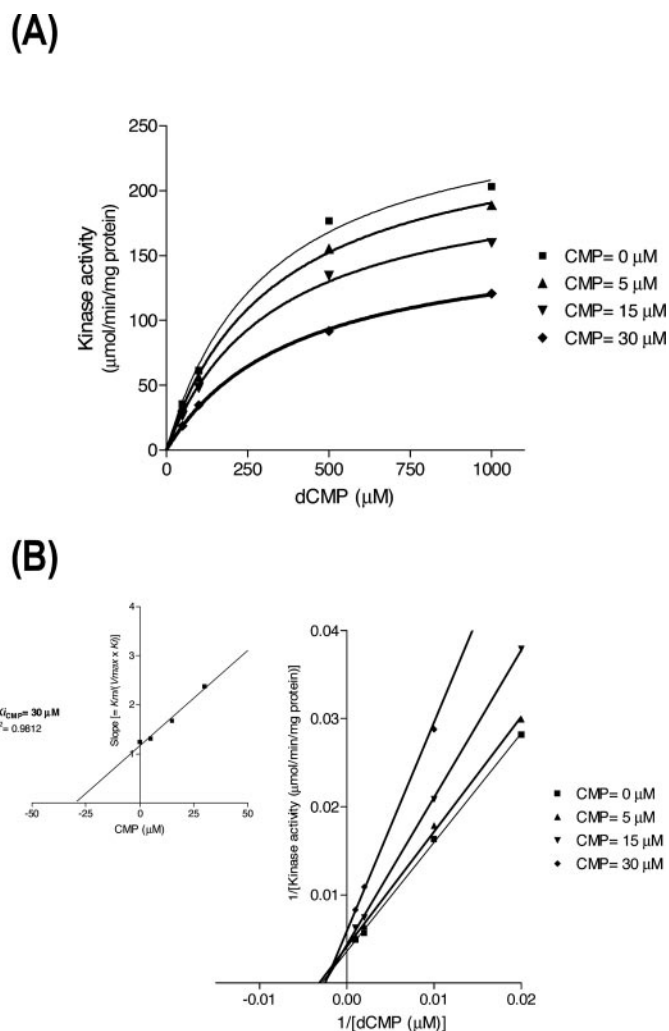 (A)
250
200
150
100
50
0
Kinase activity
(μmol/min/mg protein)
0
250
500
750
1000
dCMP (μM)
CMP= 0 μM
CMP= 5 μM
CMP= 15 μM
CMP= 30 μM
(B)
4
3
2
1
Slope [= Km/(Vmax x Ki)]
CMP= 30 μM
= 0.9812
-50
-25
0
25
50
CMP (μM)
0.04
0.03
0.02
0.01
1/[Kinase activity (μmol/min/mg protein)]
-0.01
0.00
0.01
0.02
1/[dCMP (μM)]
CMP= 0 μM
CMP= 5 μM
CMP= 15 μM
CMP= 30 μM